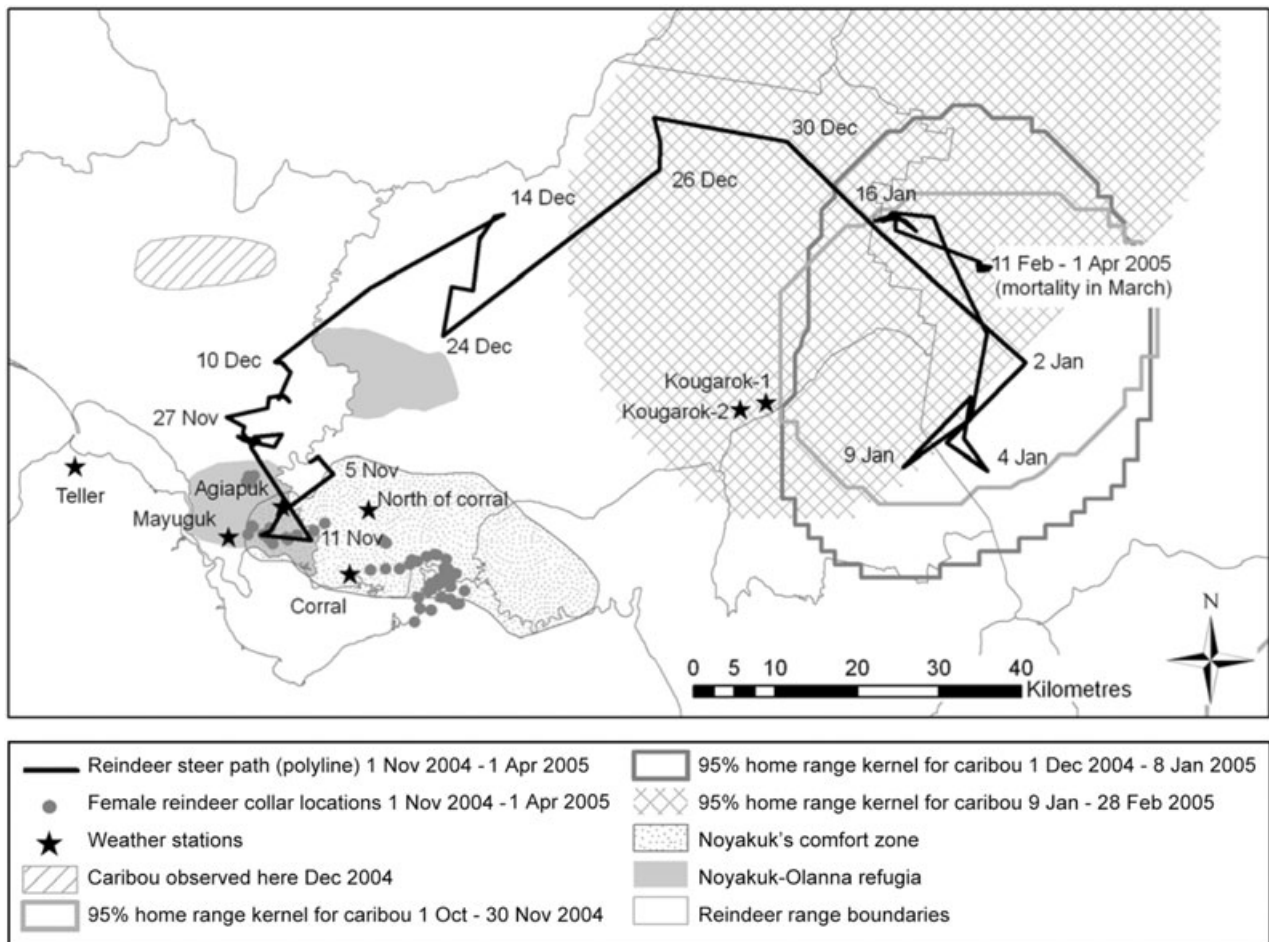 30 Dec
26 Dec
14 Dec
16 Jan
11 Feb - 1 Apr 2005
(mortality in March)
24 Dec
10 Dec
2 Jan
Kougarok-1
Kougarok-2
27 Nov
9 Jan
4 Jan
5 Nov
Teller
Agiapuk
North of corral
Mayuguk
11 Nov
Corral
N
0 5 10 20 30 40
Kilometres
Reindeer steer path (polyline) 1 Nov 2004 - 1 Apr 2005
Female reindeer collar locations 1 Nov 2004 - 1 Apr 2005
Weather stations
Caribou observed here Dec 2004
95% home range kernel for caribou 1 Oct - 30 Nov 2004
95% home range kernel for caribou 1 Dec 2004 - 8 Jan 2005
95% home range kernel for caribou 9 Jan - 28 Feb 2005
Noyakuk's comfort zone
Noyakuk-Olanna refugia
Reindeer range boundaries